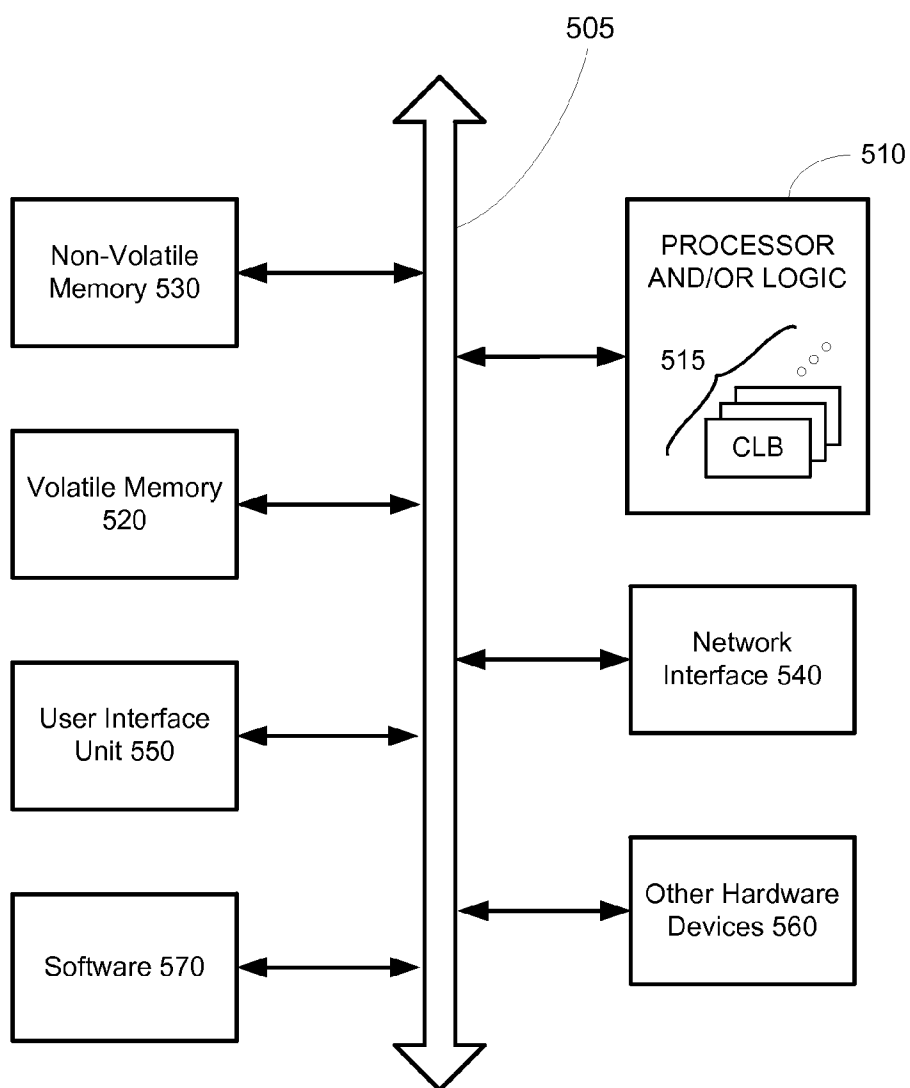 505
510
Non-Volatile
Memory 530
PROCESSOR
AND/OR LOGIC
515
CLB
Volatile Memory
520
Network
Interface 540
User Interface
Unit 550
Other Hardware
Devices 560
Software 570